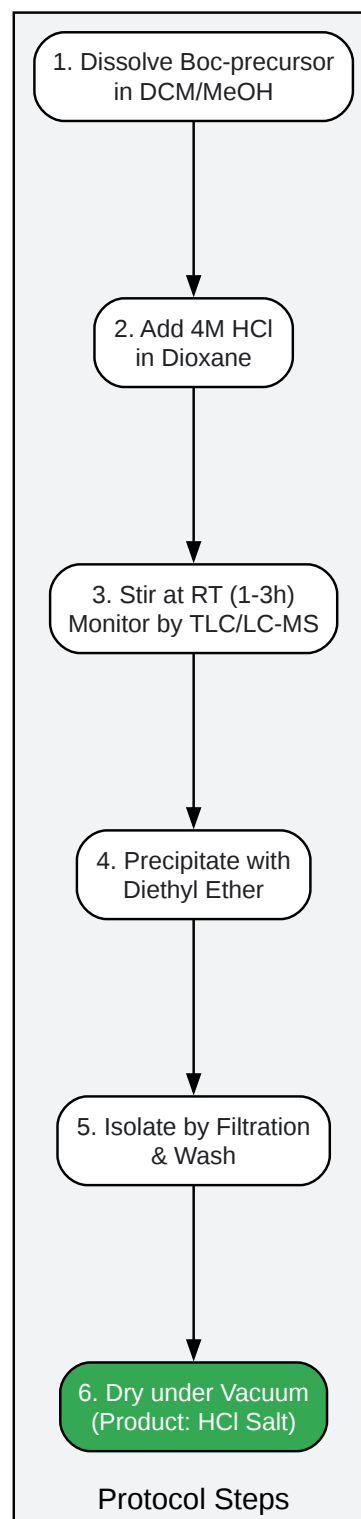 1. Dissolve Boc-precursor
in DCM/MeOH
2. Add 4M HCl
in Dioxane
3. Stir at RT (1-3h)
Monitor by TLC/LC-MS
4. Precipitate with
Diethyl Ether
5. Isolate by Filtration
& Wash
6. Dry under Vacuum
(Product: HCl Salt)
Protocol Steps